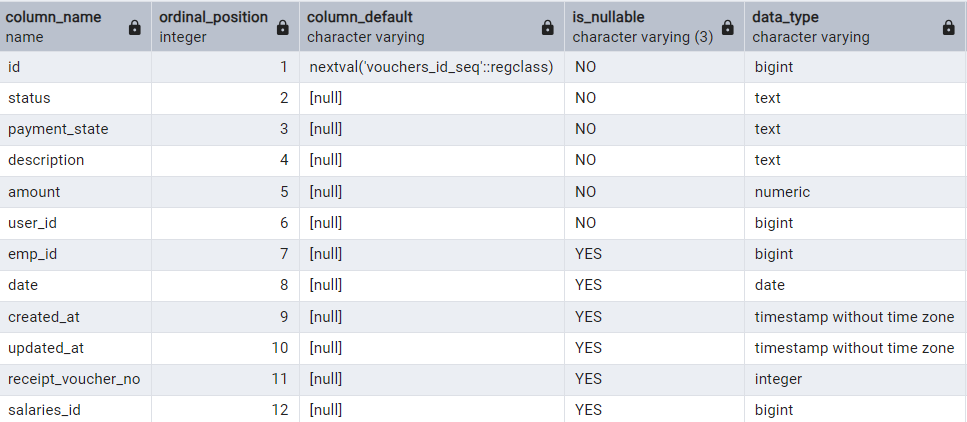 column_name ordinal_position column_default is_nullable data_type
name integer character varying character varying (3) character varying
id 1 nextval('vouchers_id_seq'::regclass) NO bigint
status 2 [null] NO text
payment_state 3 [null] NO text
description 4 [null] NO text
amount 5 [null] NO numeric
user_id 6 [null] NO bigint
emp_id 7 [null] YES bigint
date 8 [null] YES date
created_at 9 [null] YES timestamp without time zone
updated_at 10 [null] YES timestamp without time zone
receipt_voucher_no 11 [null] YES integer
salaries_id 12 [null] YES bigint